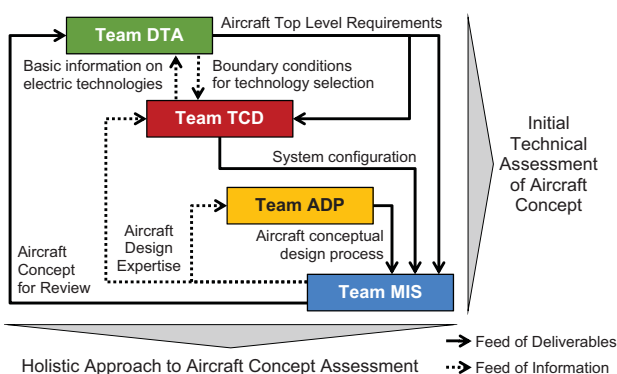 Team DTA
Aircraft Top Level Requirements
Basic information on
electric technologies
Boundary conditions
for technology selection
Team TCD
System configuration
Initial
Technical
Assessment
of Aircraft
Concept
Team ADP
Aircraft
Design
Expertise
Aircraft conceptual
design process
Aircraft
Concept
for Review
Team MIS
Feed of Deliverables
Holistic Approach to Aircraft Concept Assessment
Feed of Information